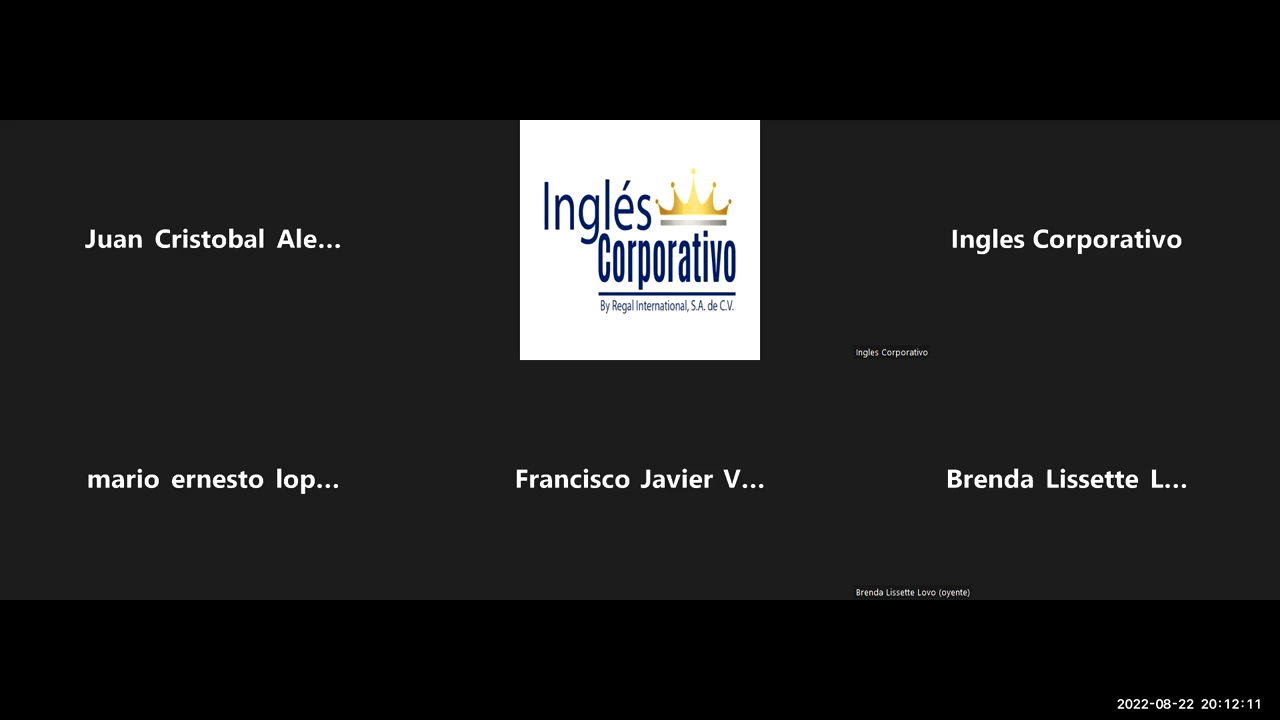 Juan Cristobal Ale...
Inglés
Corporativo
By Regal International, S.A. de C.V.
Ingles Corporativo
Ingles Corporativo
mario ernesto lop...
Francisco Javier V...
Brenda Lissette L...
Brenda Lissette Lovo (oyente)
2022-08-22 20:12:11